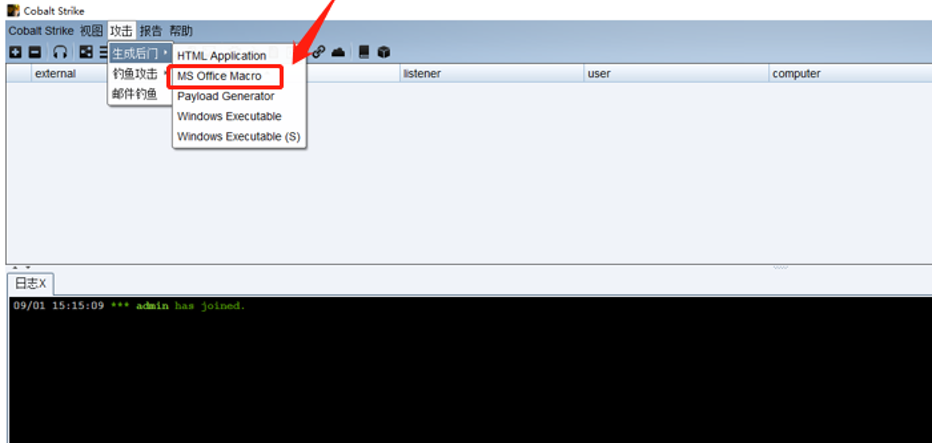 Cobalt Strike
Cobalt Strike 视图 攻击 报告 帮助
生成后门 HTML Application
钓鱼攻击 MS Office Macro
邮件钓鱼 Payload Generator
Windows Executable
Windows Executable (S)
external listener user computer
日志X
09/01 15:15:09 *** admin has joined.